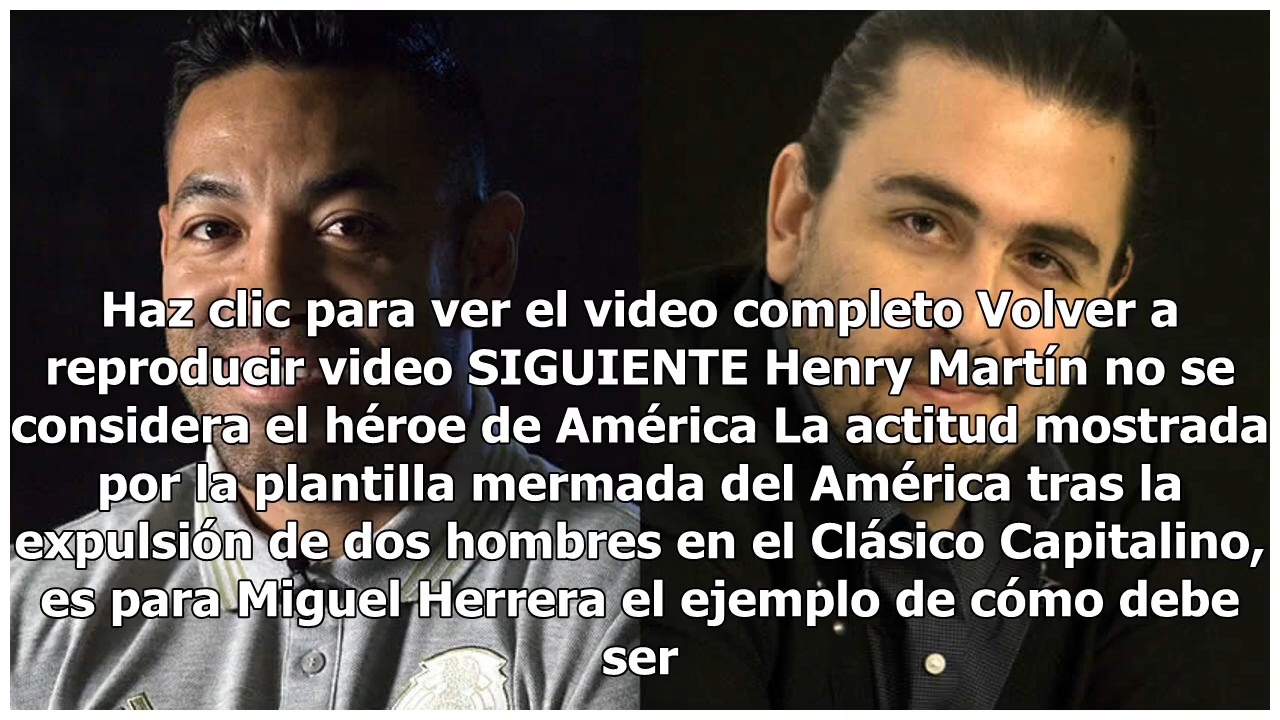 Haz clic para ver el video completo Volver a
reproducir video SIGUIENTE Henry Martín no se
considera el héroe de América La actitud mostrada
por la plantilla mermada del América tras la
expulsión de dos hombres en el Clásico Capitalino,
es para Miguel Herrera el ejemplo de cómo debe
ser